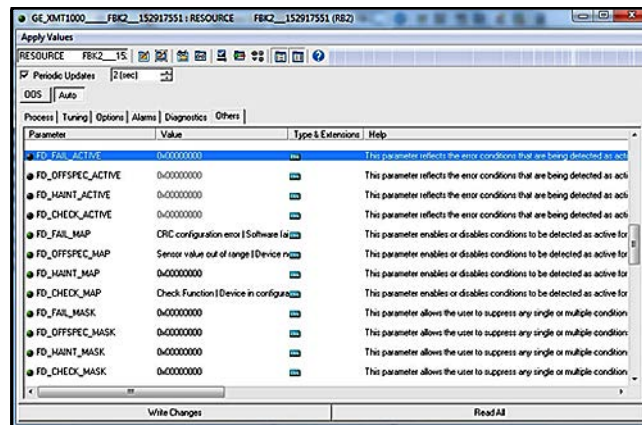 GE_XMT1000____FBK2__152917551 : RESOURCE FBK2__152917551 (RB2)
Apply Values
RESOURCE FBK2__15:
Periodic Updates 2 (sec)
OOS Auto
Process Tuning Options Alarms Diagnostics Others
Parameter Value Type & Extensions Help
FD_FAIL_ACTIVE 0x00000000 This parameter reflects the error conditions that are being detected as acti
FD_OFFSPEC_ACTIVE 0x00000000 This parameter reflects the error conditions that are being detected as acti
FD_MAINT_ACTIVE 0x00000000 This parameter reflects the error conditions that are being detected as acti
FD_CHECK_ACTIVE 0x00000000 This parameter reflects the error conditions that are being detected as acti
FD_FAIL_MAP CRC configuration error | Software fai This parameter enables or disables conditions to be detected as active for
FD_OFFSPEC_MAP Sensor value out of range | Device n This parameter enables or disables conditions to be detected as active for
FD_MAINT_MAP 0x00000000 This parameter enables or disables conditions to be detected as active for
FD_CHECK_MAP Check Function | Device in configura This parameter enables or disables conditions to be detected as active for
FD_FAIL_MASK 0x00000000 This parameter allows the user to suppress any single or multiple condition
FD_OFFSPEC_MASK 0x00000000 This parameter allows the user to suppress any single or multiple condition
FD_MAINT_MASK 0x00000000 This parameter allows the user to suppress any single or multiple condition
FD_CHECK_MASK 0x00000000 This parameter allows the user to suppress any single or multiple condition
Write Changes Read All